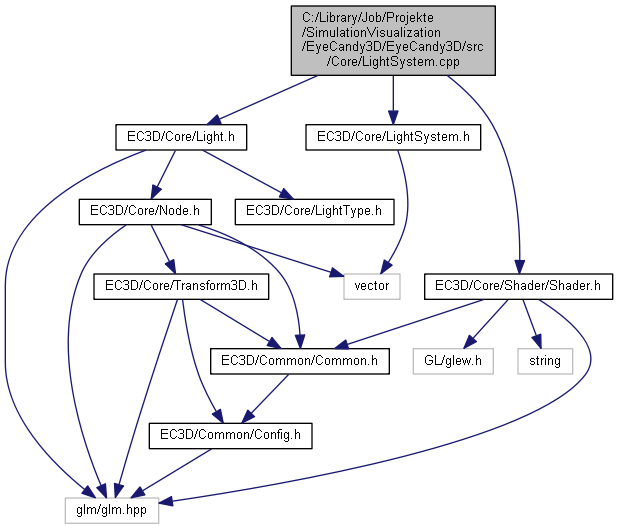 C:/Library/Job/Projekte
/SimulationVisualization
/EyeCandy3D/EyeCandy3D/src
/Core/LightSystem.cpp
EC3D/Core/Light.h
EC3D/Core/LightSystem.h
EC3D/Core/Node.h
EC3D/Core/LightType.h
EC3D/Core/Transform3D.h
vector
EC3D/Core/Shader/Shader.h
EC3D/Common/Common.h
GL/glew.h
string
EC3D/Common/Config.h
glm/glm.hpp